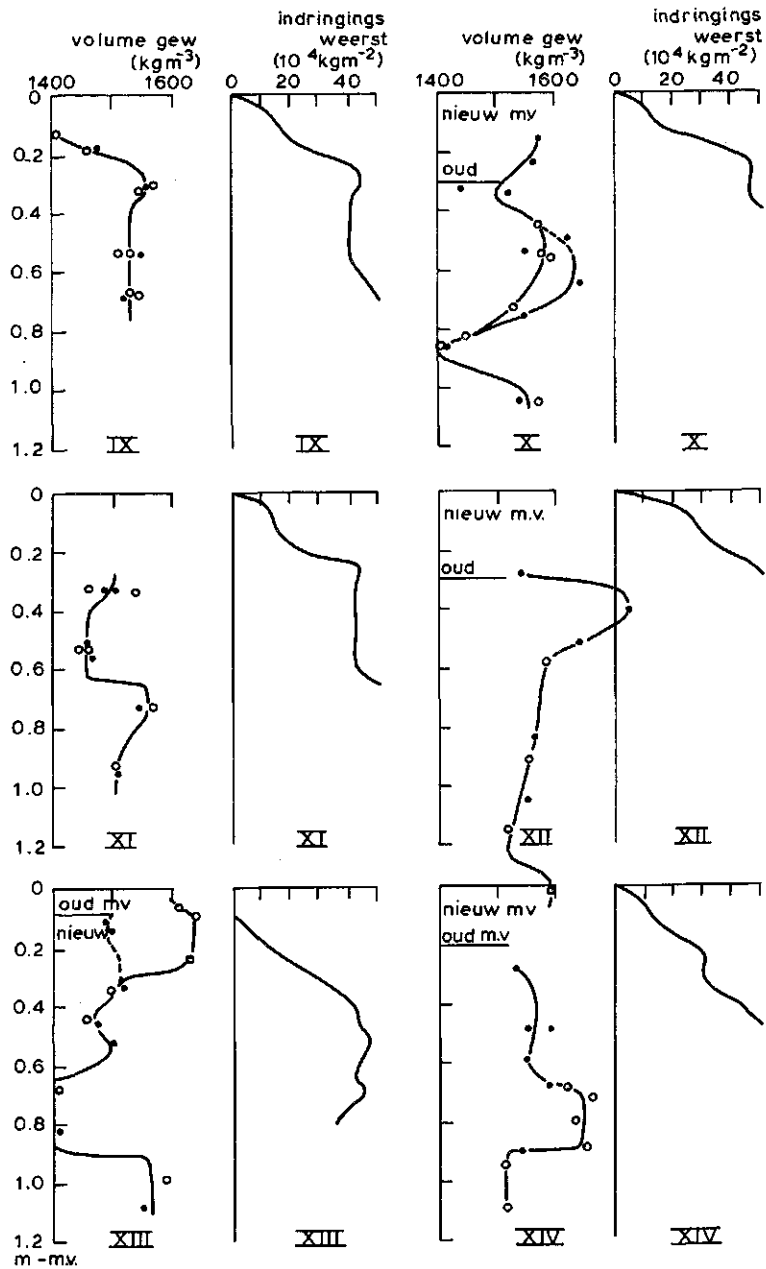 volume gew
(kgm⁻³)
1400 1600
indringings
weerst
(10⁴kgm⁻²)
0 20 40
volume gew
(kgm⁻³)
1400 1600
indringings
weerst
(10⁴kgm⁻²)
0 20 40
0
0.2
0.4
0.6
0.8
1.0
1.2
nieuw mv
oud
IX
IX
X
X
0
0.2
0.4
0.6
0.8
1.0
1.2
nieuw m.v.
oud
XI
XI
XII
XII
0
0.2
0.4
0.6
0.8
1.0
1.2
m-m.v.
oud mv
nieuw
nieuw mv
oud m.v
XIII
XIII
XIV
XIV